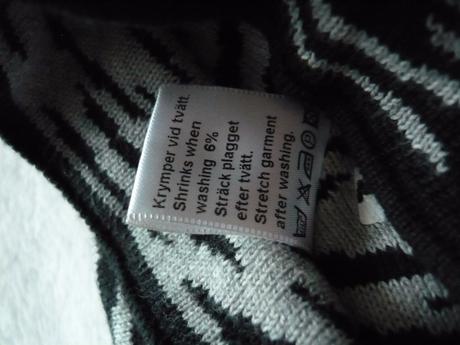 Krymper vid tvätt.
Shrinks when
washing 6%
Sträck plagget
efter tvätt.
Stretch garment
after washing.